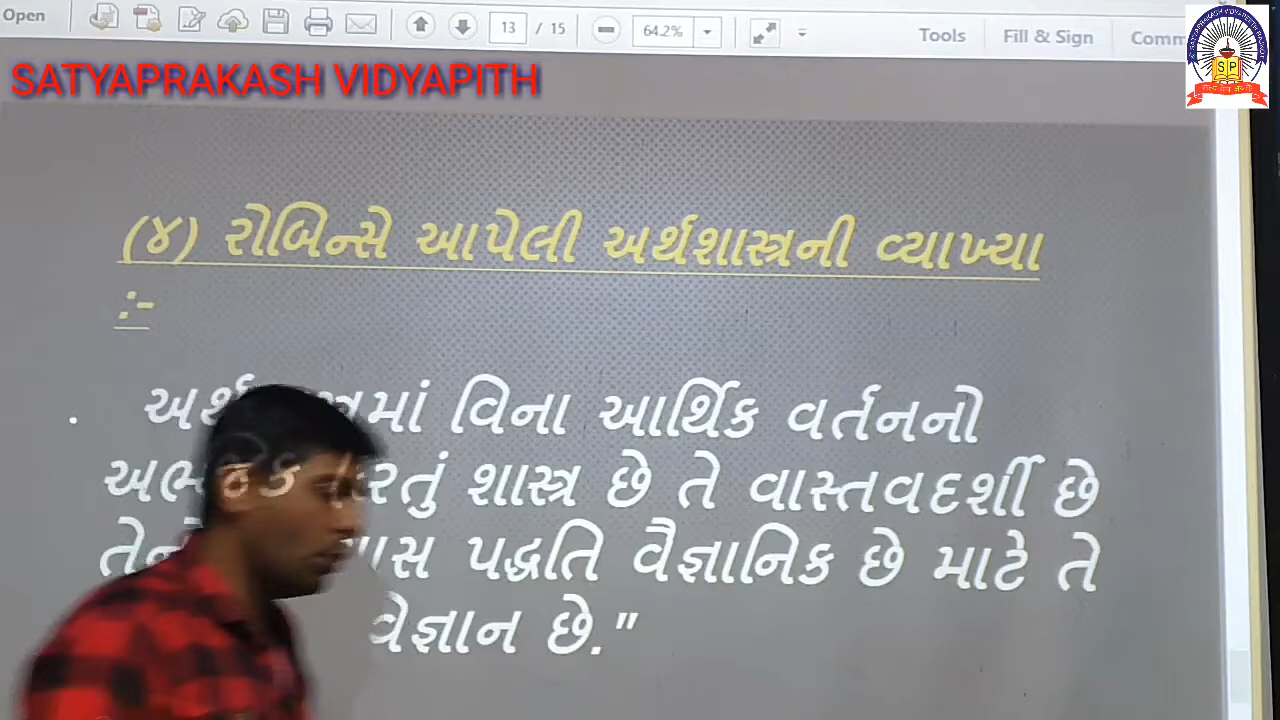 Open 13 / 15 64.2% Tools Fill & Sign
SATYAPRAKASH VIDYAPITH
SP
(૪) રોબિન્સે આપેલી અર્થશાસ્ત્રની વ્યાખ્યા
:-
. વિના આર્થિક વર્તનનો
શાસ્ત્ર છે તે વાસ્તવદર્શી છે
પદ્ધતિ વૈજ્ઞાનિક છે માટે તે
છે."